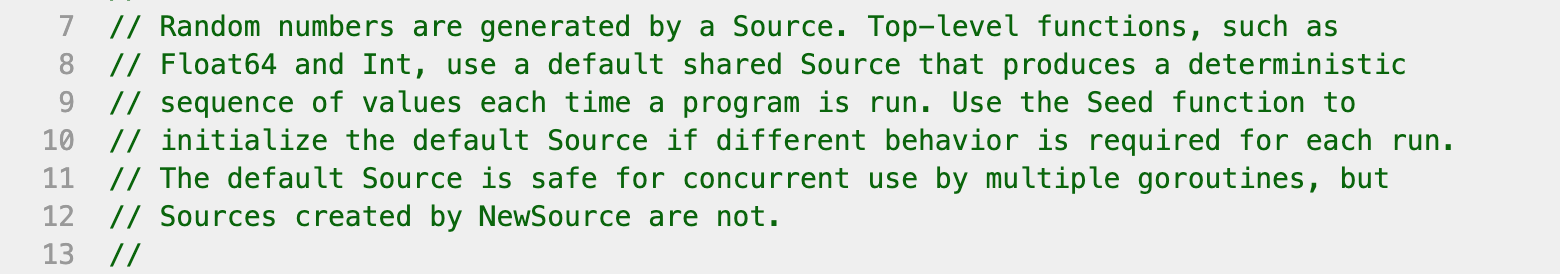 7 // Random numbers are generated by a Source. Top-level functions, such as
8 // Float64 and Int, use a default shared Source that produces a deterministic
9 // sequence of values each time a program is run. Use the Seed function to
10 // initialize the default Source if different behavior is required for each run.
11 // The default Source is safe for concurrent use by multiple goroutines, but
12 // Sources created by NewSource are not.
13 //